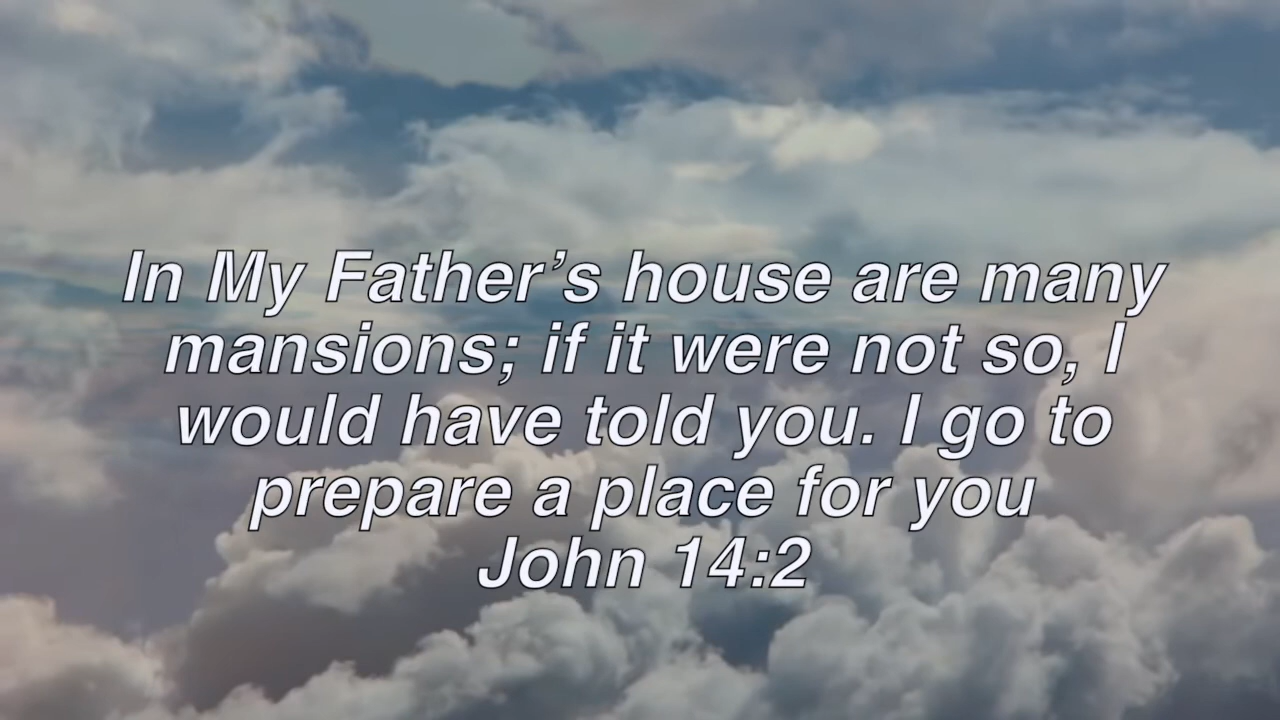 In My Father’s house are many
mansions; if it were not so, I
would have told you. I go to
prepare a place for you
John 14:2